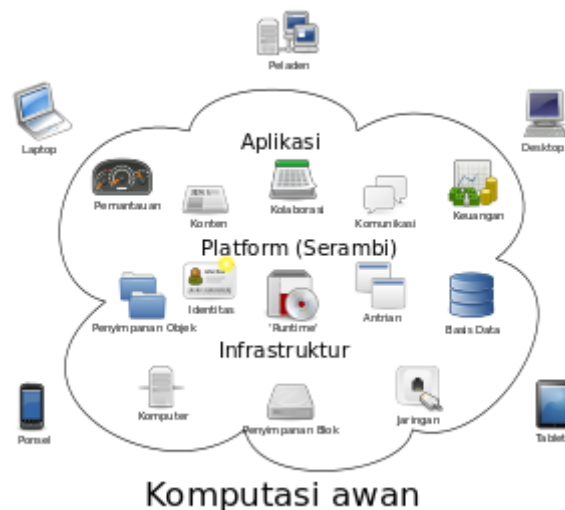 Peladen
Laptop
Desktop
Aplikasi
Pemantauan
Konten
Kolaborasi
Komunikasi
Keuangan
Platform (Serambi)
Penyimpanan Objek
Identitas
'Runtime'
Antrian
Basis Data
Infrastruktur
Komputer
Penyimpanan Blok
Jaringan
Ponsel
Tablet
Komputasi awan